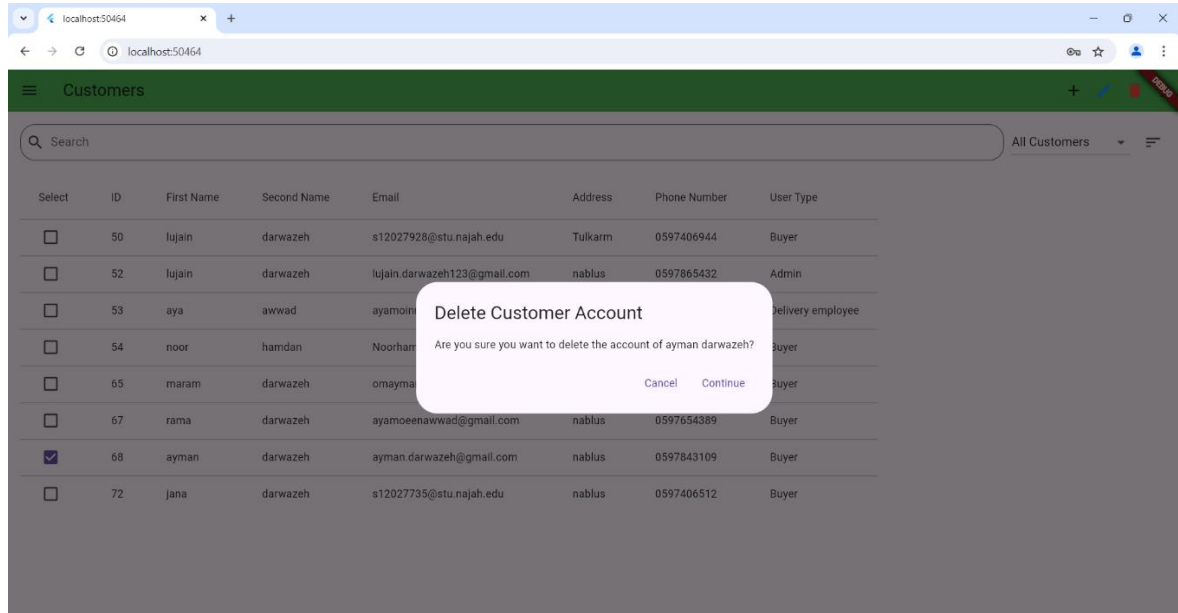 localhost:50464
localhost:50464
Customers
DEBUG
Search
All Customers
Select ID First Name Second Name Email Address Phone Number User Type
50 lujain darwazeh s12027928@stu.najah.edu Tulkarm 0597406944 Buyer
52 lujain darwazeh lujain.darwazeh123@gmail.com nablus 0597865432 Admin
53 aya awwad Delivery employee
54 noor hamdan Buyer
65 maram darwazeh Buyer
67 rama darwazeh ayamoeenawwad@gmail.com nablus 0597654389 Buyer
68 ayman darwazeh ayman.darwazeh@gmail.com nablus 0597843109 Buyer
72 jana darwazeh s12027735@stu.najah.edu nablus 0597406512 Buyer
Delete Customer Account
Are you sure you want to delete the account of ayman darwazeh?
Cancel Continue